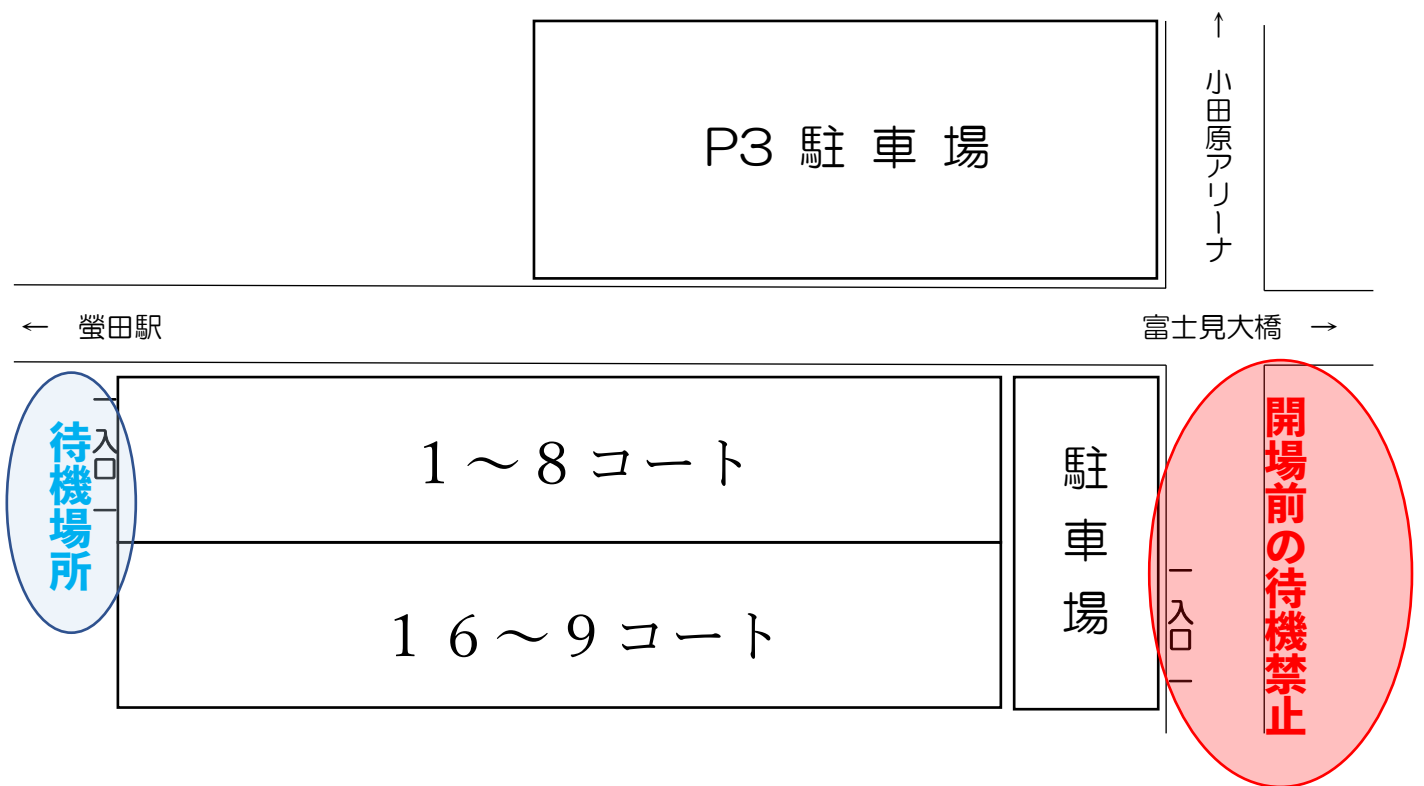 ↑ 小田原アリーナ
P3 駐 車 場
← 螢田駅
富士見大橋 →
待機場所
入口
1～8コート
駐車場
開場前の待機禁止
入口
16～9コート